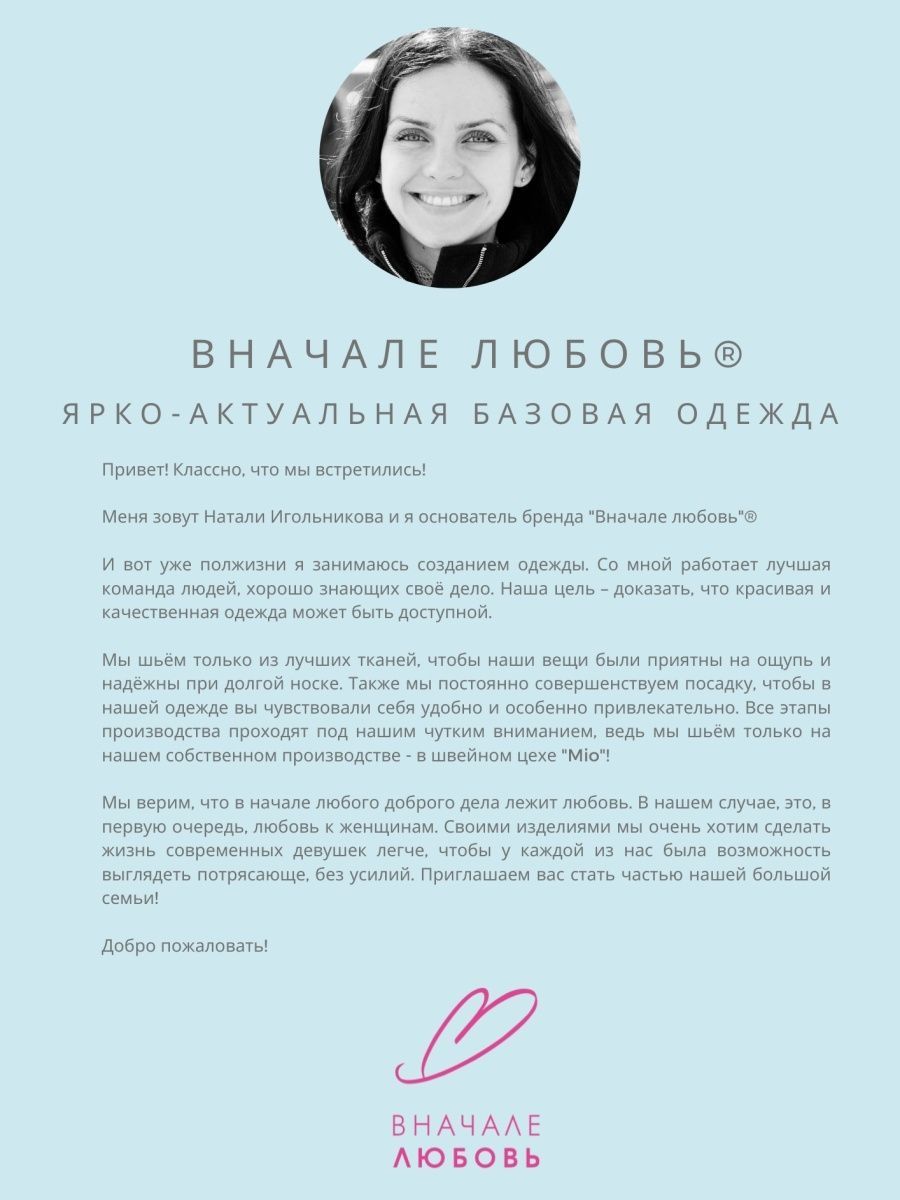 ВНАЧАЛЕ ЛЮБОВЬ®
ЯРКО-АКТУАЛЬНАЯ БАЗОВАЯ ОДЕЖДА
Привет! Классно, что мы встретились!
Меня зовут Натали Игольникова и я основатель бренда "Вначале любовь"®
И вот уже полжизни я занимаюсь созданием одежды. Со мной работает лучшая
команда людей, хорошо знающих своё дело. Наша цель – доказать, что красивая и
качественная одежда может быть доступной.
Мы шьём только из лучших тканей, чтобы наши вещи были приятны на ощупь и
надёжны при долгой носке. Также мы постоянно совершенствуем посадку, чтобы в
нашей одежде вы чувствовали себя удобно и особенно привлекательно. Все этапы
производства проходят под нашим чутким вниманием, ведь мы шьём только на
нашем собственном производстве - в швейном цехе "Mio"!
Мы верим, что в начале любого доброго дела лежит любовь. В нашем случае, это, в
первую очередь, любовь к женщинам. Своими изделиями мы очень хотим сделать
жизнь современных девушек легче, чтобы у каждой из нас была возможность
выглядеть потрясающе, без усилий. Приглашаем вас стать частью нашей большой
семьи!
Добро пожаловать!
ВНАЧАЛЕ
ЛЮБОВЬ